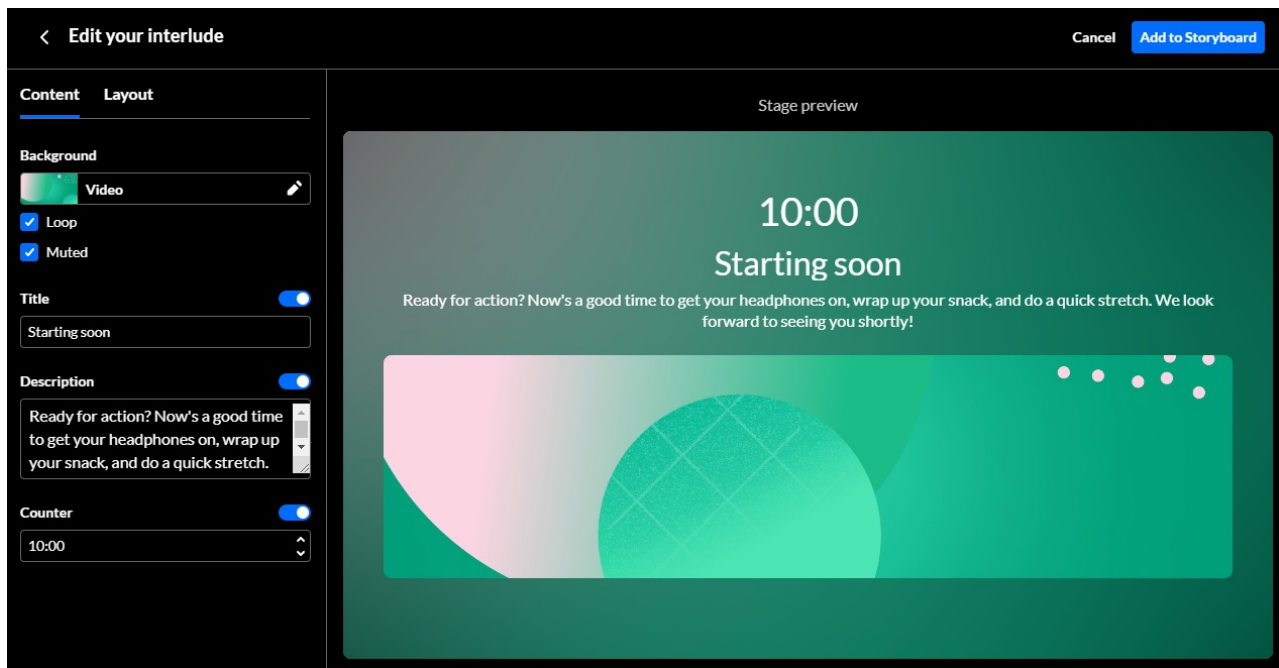 Edit your interlude
Cancel
Add to Storyboard
Content
Layout
Stage preview
Background
Video
Loop
Muted
Title
Starting soon
Description
Ready for action? Now's a good time
to get your headphones on, wrap up
your snack, and do a quick stretch.
Counter
10:00
10:00
Starting soon
Ready for action? Now's a good time to get your headphones on, wrap up your snack, and do a quick stretch. We look
forward to seeing you shortly!